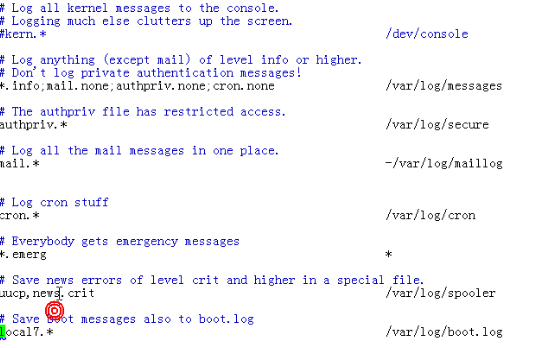 # Log all kernel messages to the console.
# Logging much else clutters up the screen.
#kern.* /dev/console
# Log anything (except mail) of level info or higher.
# Don't log private authentication messages!
*.info;mail.none;authpriv.none;cron.none /var/log/messages
# The authpriv file has restricted access.
authpriv.* /var/log/secure
# Log all the mail messages in one place.
mail.* -/var/log/maillog
# Log cron stuff
cron.* /var/log/cron
# Everybody gets emergency messages
*.emerg *
# Save news errors of level crit and higher in a special file.
uucp,news.crit /var/log/spooler
# Save boot messages also to boot.log
local7.* /var/log/boot.log